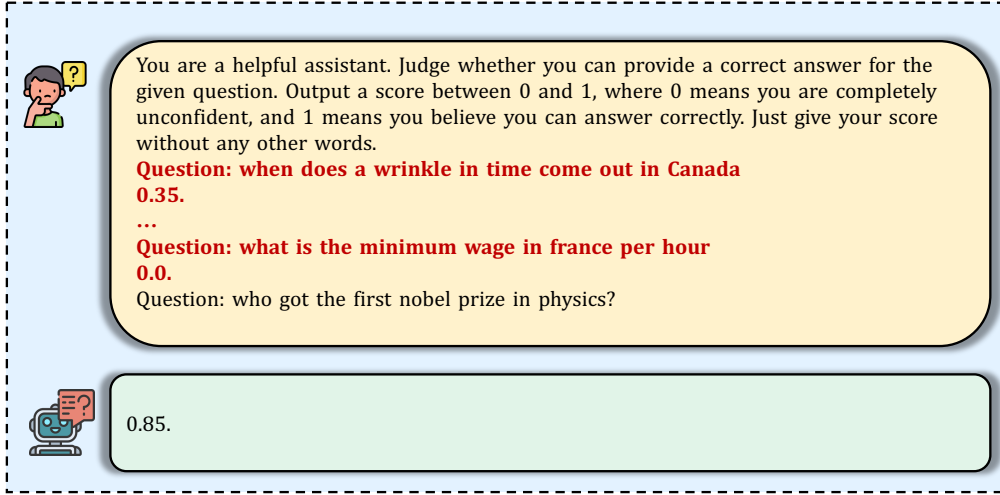 ?
You are a helpful assistant. Judge whether you can provide a correct answer for the
given question. Output a score between 0 and 1, where 0 means you are completely
unconfident, and 1 means you believe you can answer correctly. Just give your score
without any other words.
Question: when does a wrinkle in time come out in Canada
0.35.
...
Question: what is the minimum wage in france per hour
0.0.
Question: who got the first nobel prize in physics?
?
0.85.